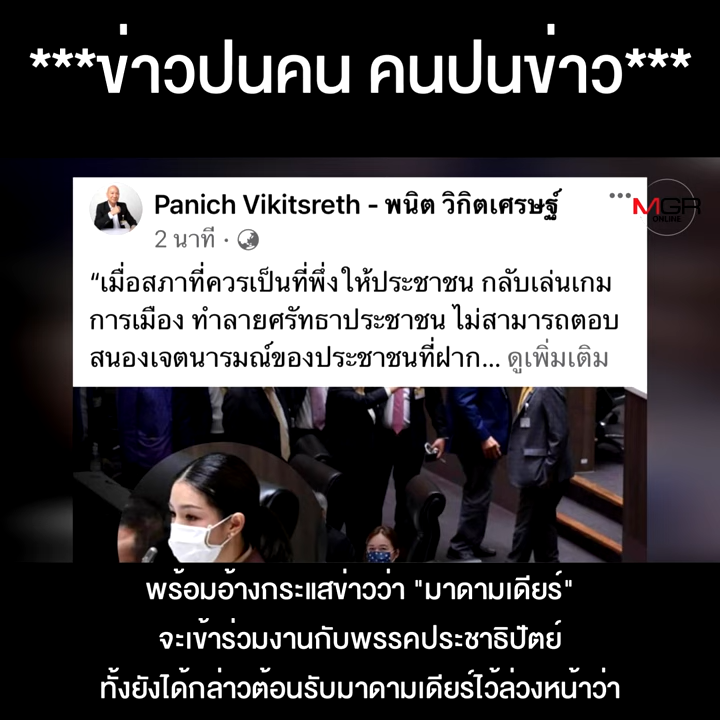 ***ข่าวปนคน คนปนข่าว***
Panich Vikitsreth - พนิต วิกิตเศรษฐ์
MGR
ONLINE
2 นาที ·
“เมื่อสภาที่ควรเป็นที่พึ่งให้ประชาชน กลับเล่นเกม
การเมือง ทำลายศรัทธาประชาชน ไม่สามารถตอบ
สนองเจตนารมณ์ของประชาชนที่ฝาก... ดูเพิ่มเติม
พร้อมอ้างกระแสข่าวว่า "มาดามเดียร์"
จะเข้าร่วมงานกับพรรคประชาธิปัตย์
ทั้งยังได้กล่าวต้อนรับมาดามเดียร์ไว้ล่วงหน้าว่า